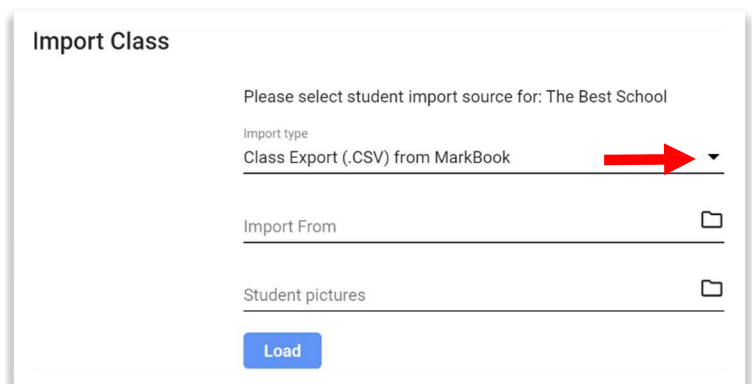 Import Class
Please select student import source for: The Best School
Import type
Class Export (.CSV) from MarkBook
Import From
Student pictures
Load